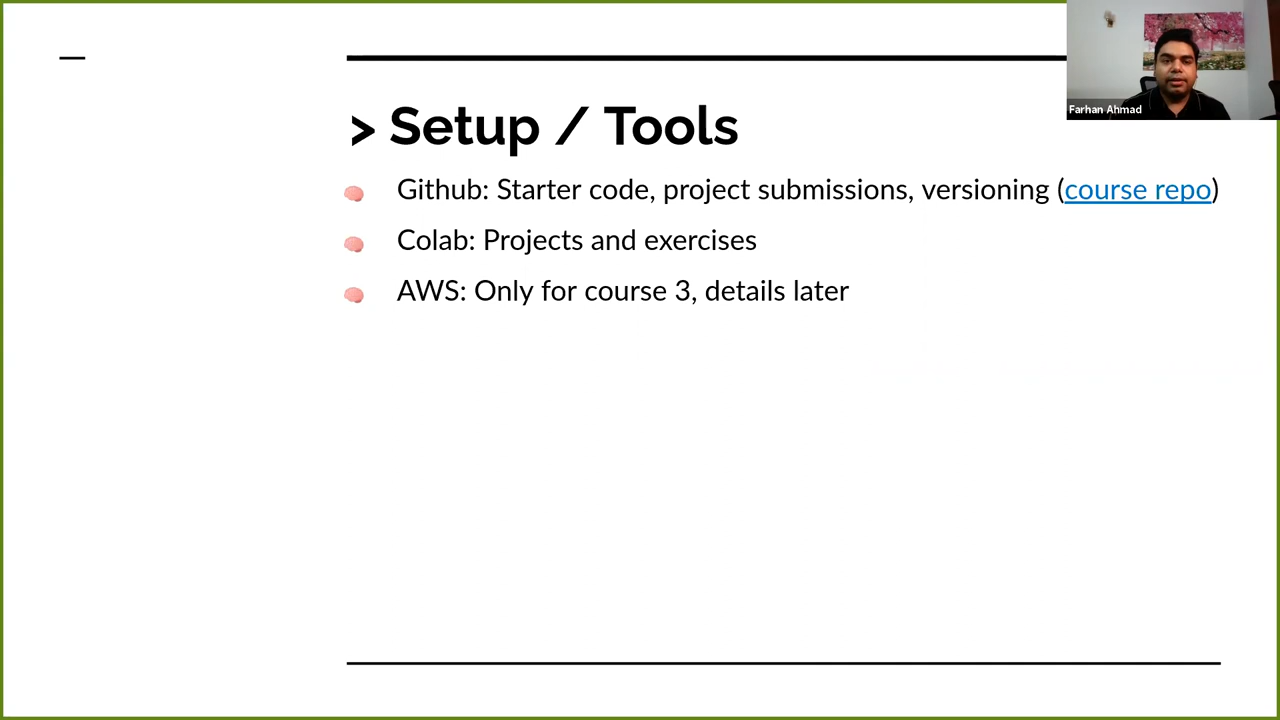 > Setup / Tools
Github: Starter code, project submissions, versioning (course repo)
Colab: Projects and exercises
AWS: Only for course 3, details later
Farhan Ahmad